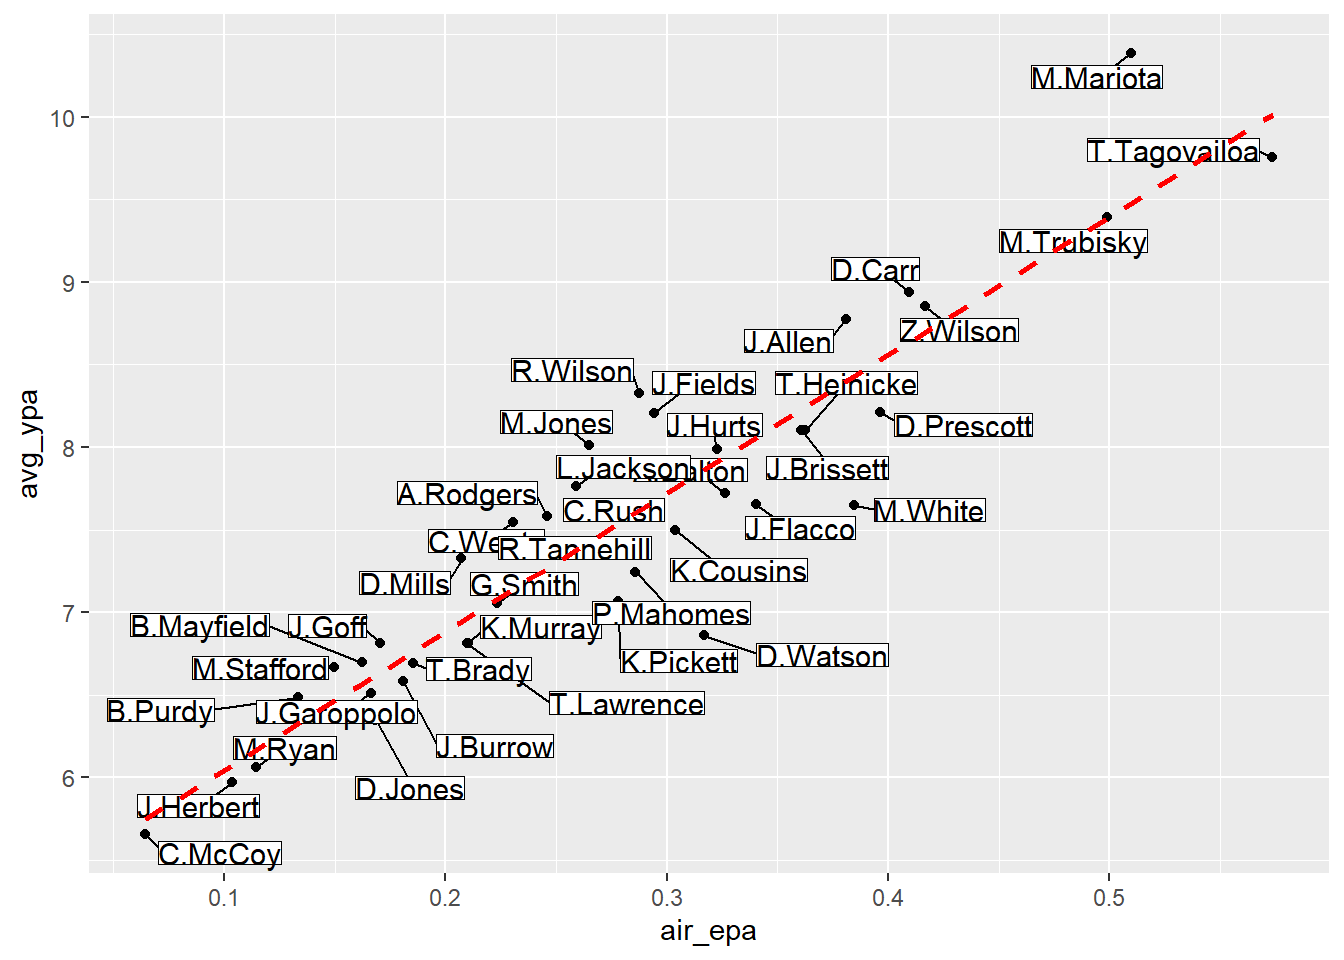 M.Mariota
10
T.Tagovailoa
M.Trubisky
D.Carr
9
Z.Wilson
J.Allen
R.Wilson
J.Fields
T.Heinicke
M.Jones
J.Hurts
D.Prescott
8
L.Jackson
J.Brissett
A.Rodgers
C.Rush
M.White
J.Flacco
R.Tannehill
K.Cousins
D.Mills
G.Smith
7
P.Mahomes
B.Mayfield
J.Goff
K.Murray
M.Stafford
T.Brady
K.Pickett
D.Watson
B.Purdy
J.Garoppolo
T.Lawrence
M.Ryan
J.Burrow
6
D.Jones
J.Herbert
C.McCoy
avg_ypa
0.1
0.2
0.3
0.4
0.5
air_epa